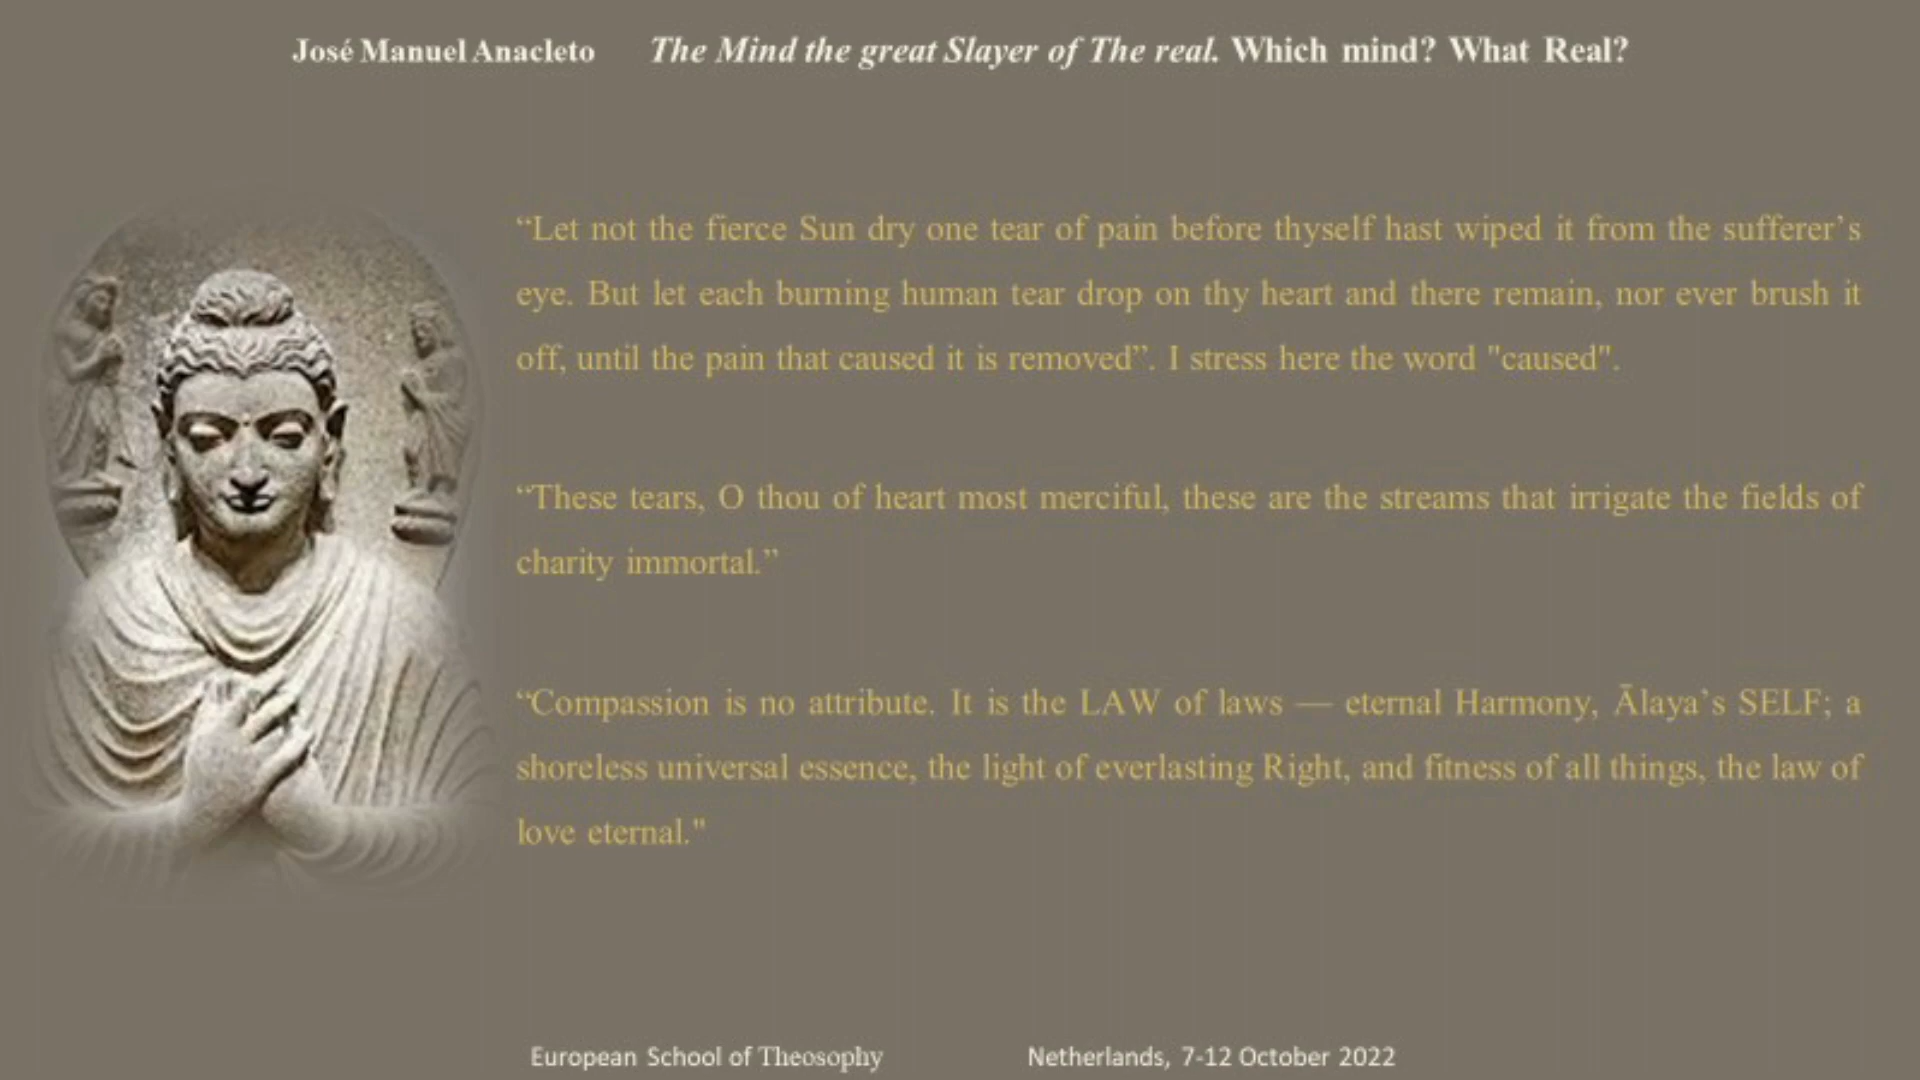 José Manuel Anacleto The Mind the great Slayer of The real. Which mind? What Real?
“Let not the fierce Sun dry one tear of pain before thyself hast wiped it from the sufferer’s
eye. But let each burning human tear drop on thy heart and there remain, nor ever brush it
off, until the pain that caused it is removed”. I stress here the word "caused".
“These tears, O thou of heart most merciful, these are the streams that irrigate the fields of
charity immortal.”
“Compassion is no attribute. It is the LAW of laws — eternal Harmony, Ālaya’s SELF; a
shoreless universal essence, the light of everlasting Right, and fitness of all things, the law of
love eternal."
European School of Theosophy Netherlands, 7-12 October 2022